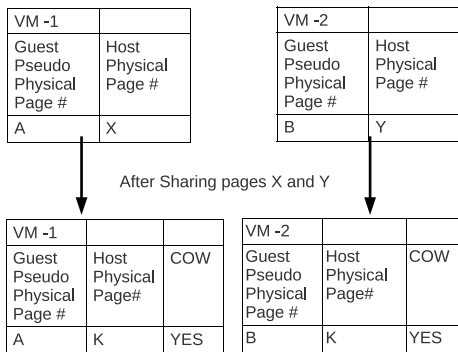 VM -1
Guest Pseudo Physical Page #
Host Physical Page #
A
X
VM -2
Guest Pseudo Physical Page #
Host Physical Page #
B
Y
After Sharing pages X and Y
VM -1
Guest Pseudo Physical Page #
Host Physical Page#
COW
A
K
YES
VM -2
Guest Pseudo Physical Page #
Host Physical Page#
COW
B
K
YES